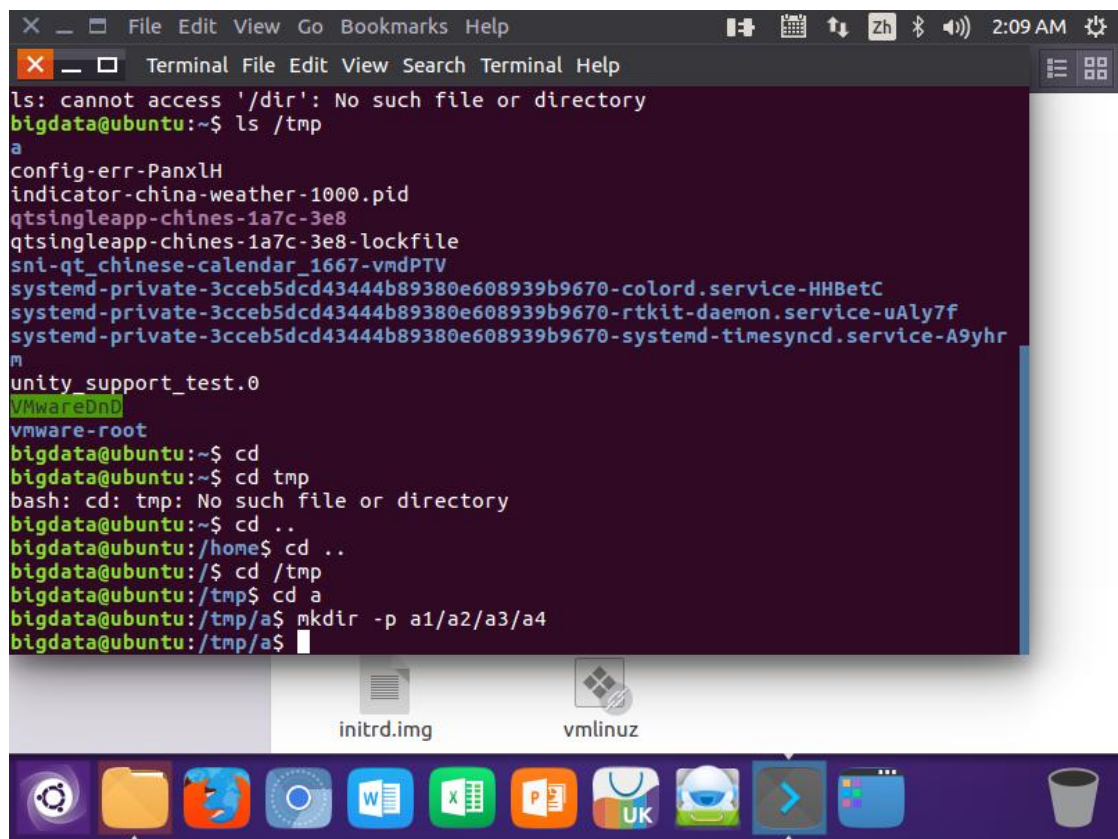 File Edit View Go Bookmarks Help Zh 2:09 AM
Terminal File Edit View Search Terminal Help
ls: cannot access '/dir': No such file or directory
bigdata@ubuntu:~$ ls /tmp
a
config-err-PanxlH
indicator-china-weather-1000.pid
qtsingleapp-chines-1a7c-3e8
qtsingleapp-chines-1a7c-3e8-lockfile
sni-qt_chinese-calendar_1667-vmdPTV
systemd-private-3cceb5dcd43444b89380e608939b9670-colord.service-HHBetC
systemd-private-3cceb5dcd43444b89380e608939b9670-rtkit-daemon.service-uAly7f
systemd-private-3cceb5dcd43444b89380e608939b9670-systemd-timesyncd.service-A9yhr
m
unity_support_test.0
VMwareDnD
vmware-root
bigdata@ubuntu:~$ cd
bigdata@ubuntu:~$ cd tmp
bash: cd: tmp: No such file or directory
bigdata@ubuntu:~$ cd ..
bigdata@ubuntu:/home$ cd ..
bigdata@ubuntu:/$ cd /tmp
bigdata@ubuntu:/tmp$ cd a
bigdata@ubuntu:/tmp/a$ mkdir -p a1/a2/a3/a4
bigdata@ubuntu:/tmp/a$
initrd.img vmlinuz
W X P UK